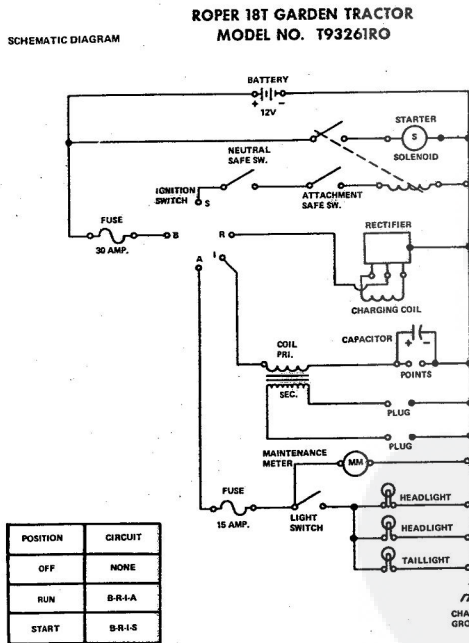 ROPER 18T GARDEN TRACTOR
SCHEMATIC DIAGRAM
MODEL NO. T93261RO
BATTERY
+ -
12V
STARTER
S
SOLENOID
NEUTRAL
SAFE SW.
IGNITION
SWITCH
S
ATTACHMENT
SAFE SW.
FUSE
30 AMP.
B
R
RECTIFIER
A
I
CHARGING COIL
COIL
PRI.
CAPACITOR
+ -
POINTS
SEC.
PLUG
PLUG
MAINTENANCE
METER
MM
FUSE
15 AMP.
LIGHT
SWITCH
HEADLIGHT
HEADLIGHT
TAILLIGHT
POSITION CIRCUIT
OFF NONE
RUN B-R-I-A
START B-R-I-S
CHA
GRO